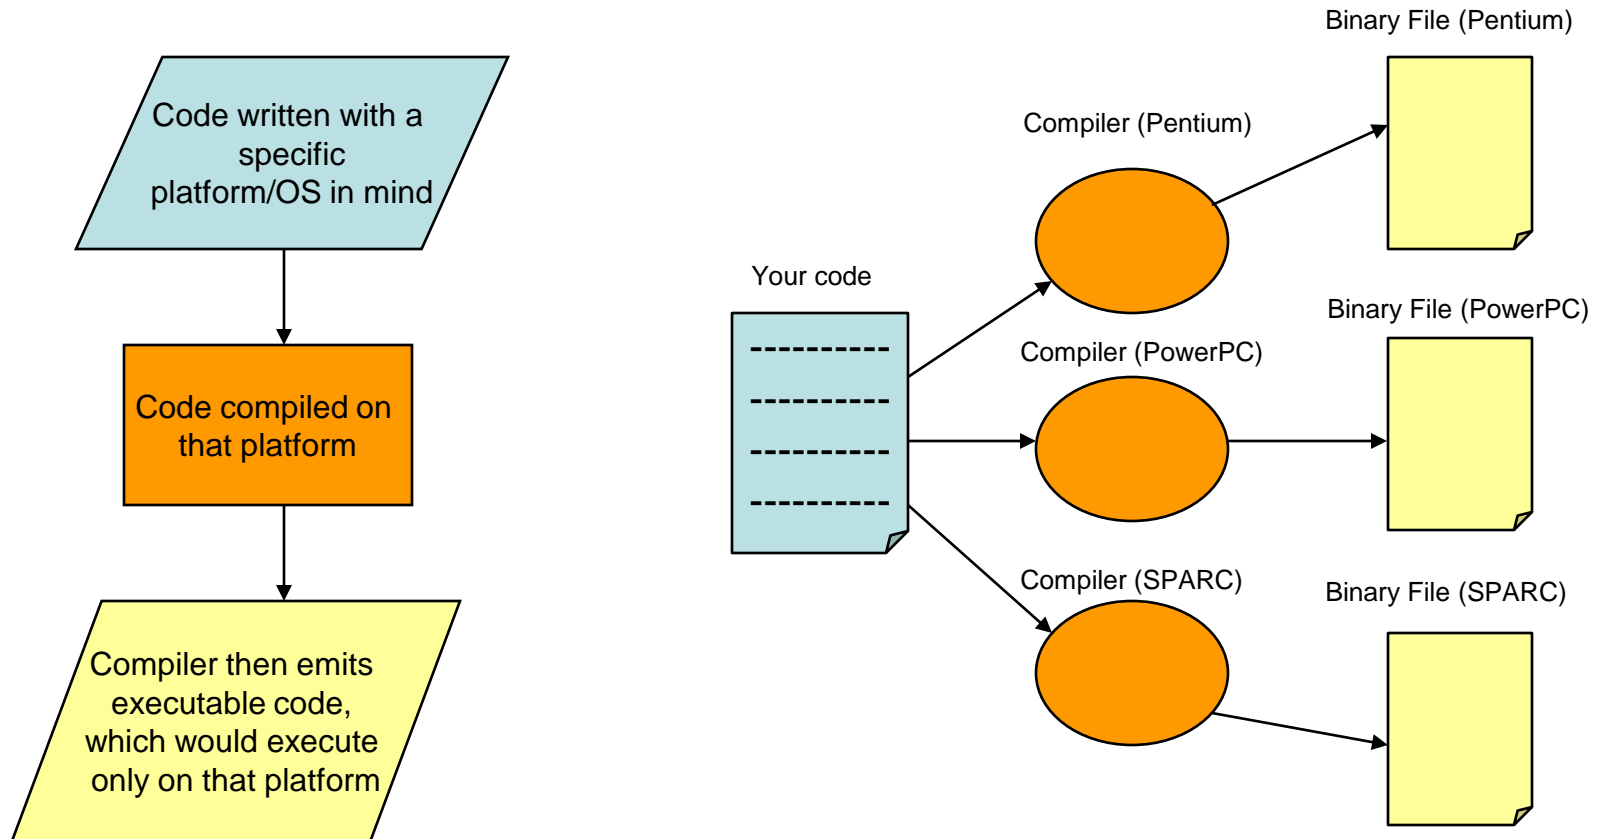 Code written with a
specific
platform/OS in mind
Code compiled on
that platform
Compiler then emits
executable code,
which would execute
only on that platform
Your code
----------
----------
----------
----------
Compiler (Pentium)
Binary File (Pentium)
Compiler (PowerPC)
Binary File (PowerPC)
Compiler (SPARC)
Binary File (SPARC)